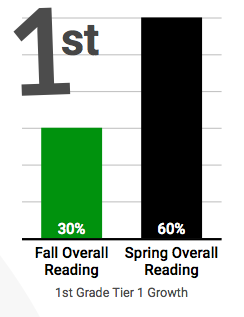 1st
30%
60%
Fall Overall
Reading
Spring Overall
Reading
1st Grade Tier 1 Growth